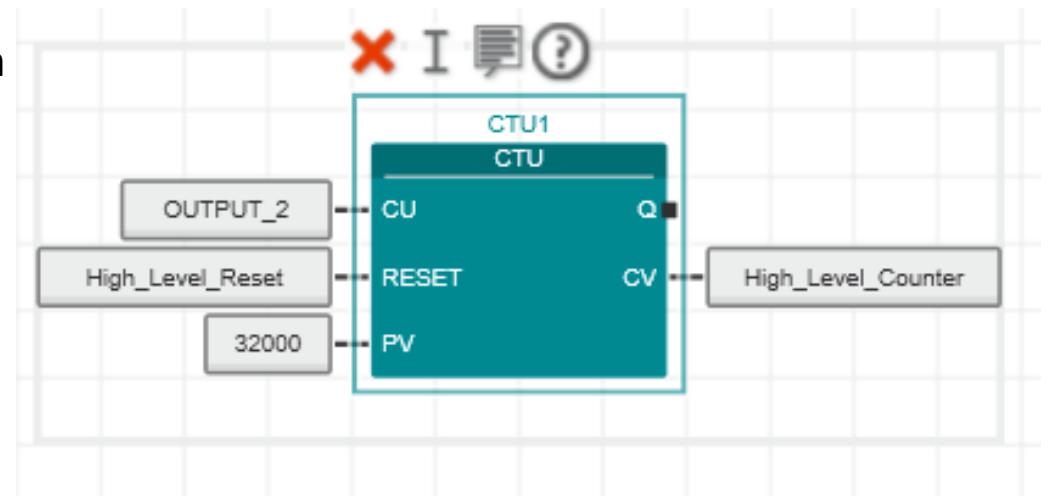 CTU1
CTU
OUTPUT_2 CU Q
High_Level_Reset RESET CV High_Level_Counter
32000 PV